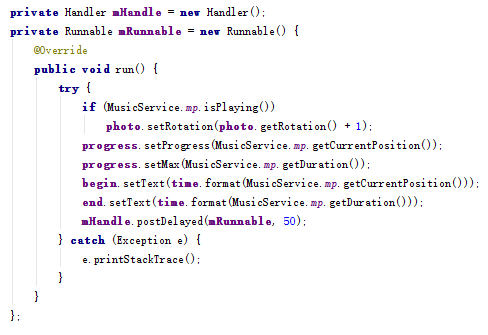 private Handler mHandle = new Handler();
private Runnable mRunnable = new Runnable() {
    @Override
    public void run() {
        try {
            if (MusicService.mp.isPlaying())
                photo.setRotation(photo.getRotation() + 1);
            progress.setProgress(MusicService.mp.getCurrentPosition());
            progress.setMax(MusicService.mp.getDuration());
            begin.setText(time.format(MusicService.mp.getCurrentPosition()));
            end.setText(time.format(MusicService.mp.getDuration()));
            mHandle.postDelayed(mRunnable, 50);
        } catch (Exception e) {
            e.printStackTrace();
        }
    }
};